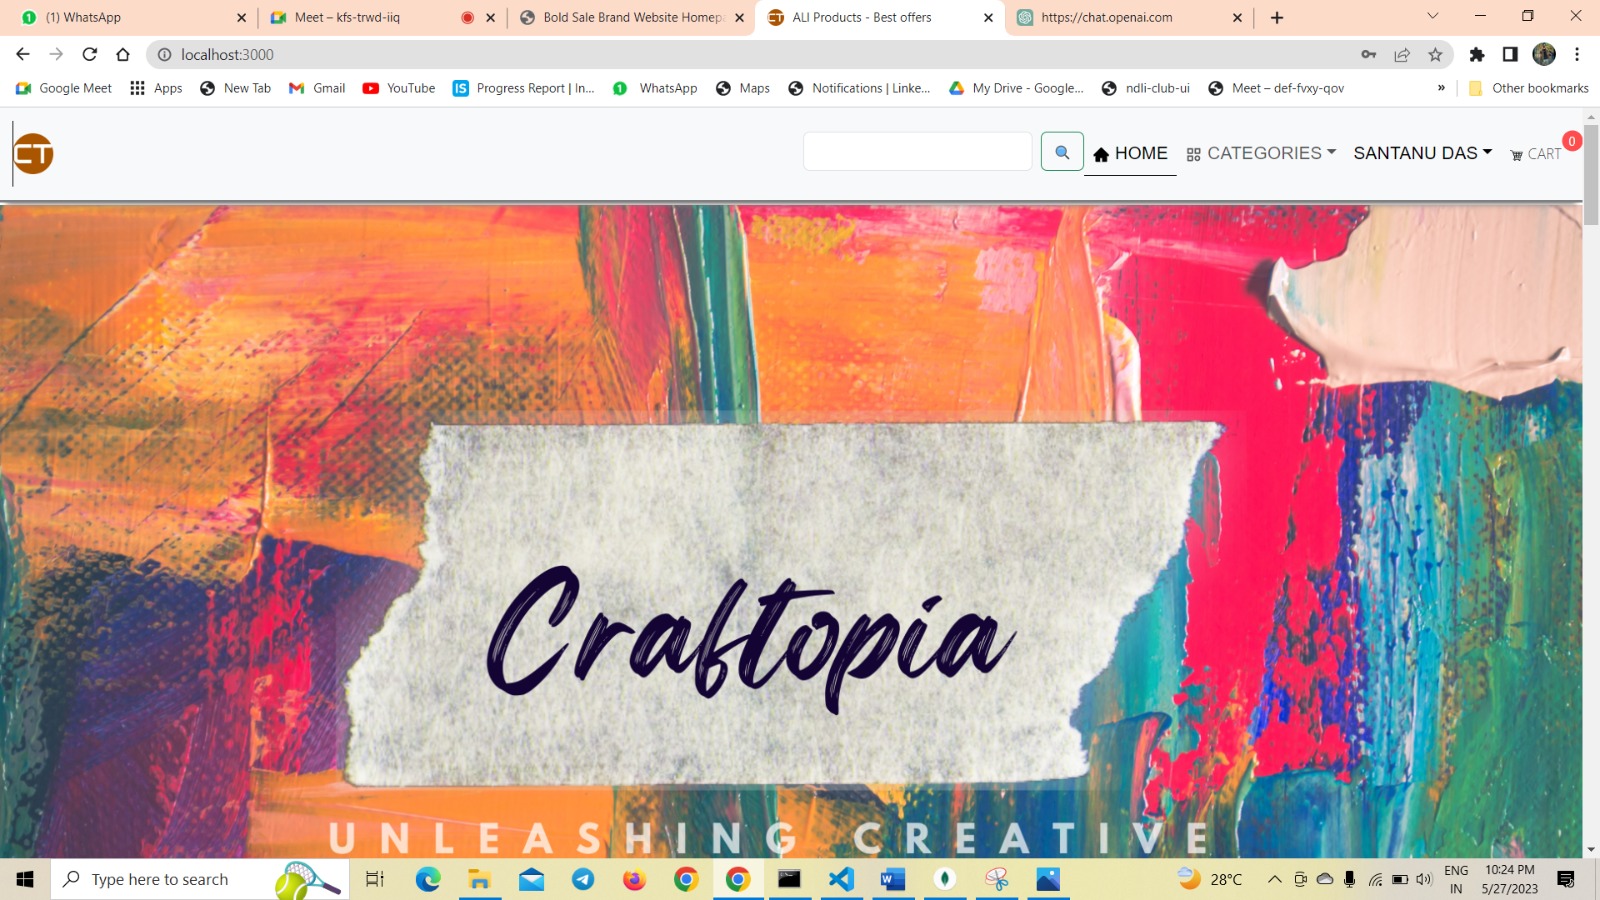 (1) WhatsApp
Meet – kfs-trwd-iiq
Bold Sale Brand Website Homep
ALl Products - Best offers
https://chat.openai.com
localhost:3000
Google Meet
Apps
New Tab
Gmail
YouTube
IS
Progress Report | In...
WhatsApp
Maps
Notifications | Linke...
My Drive - Google...
ndli-club-ui
Meet – def-fvxy-qov
»
Other bookmarks
CT
HOME
CATEGORIES
SANTANU DAS
CART
0
Craftopia
UNLEASHING CREATIVE
Type here to search
28°C
ENG
IN
10:24 PM
5/27/2023